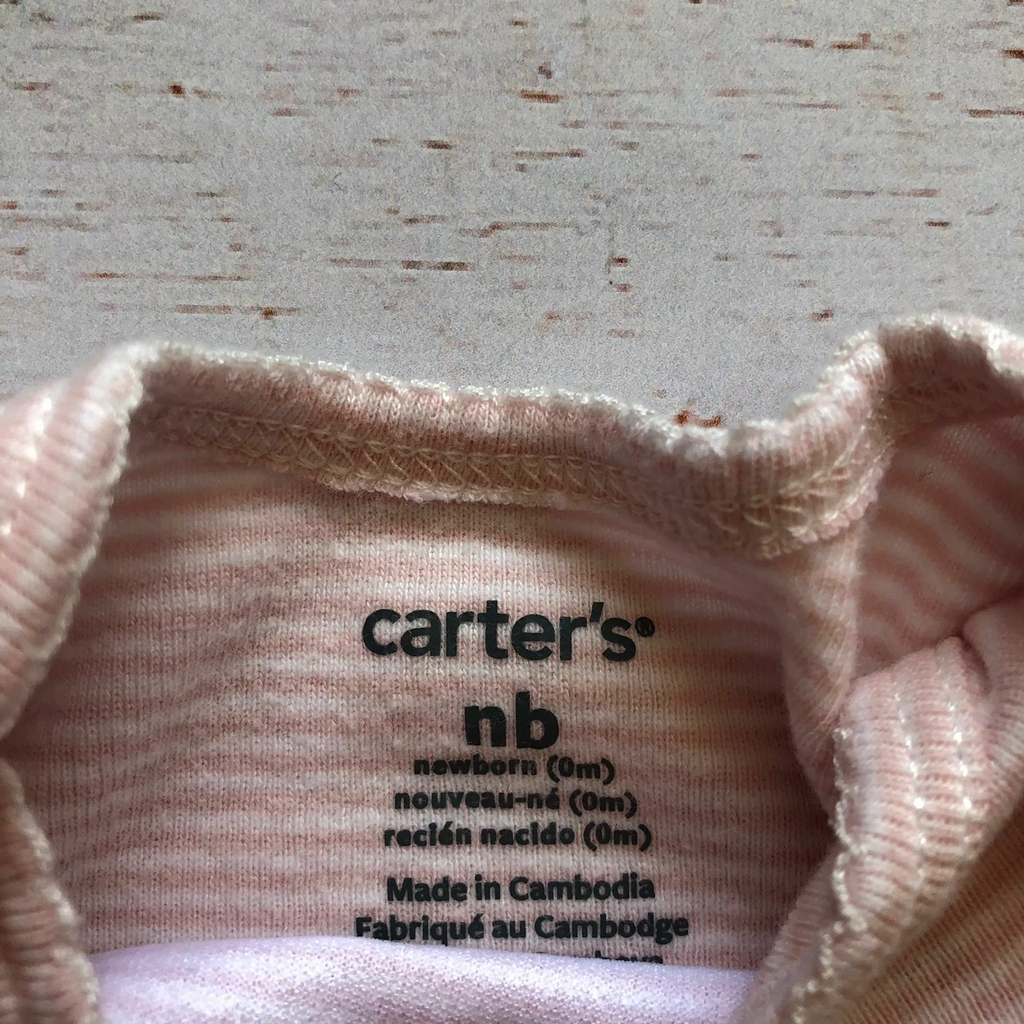 carter's®
nb
newborn (0m)
nouveau-né (0m)
recién nacido (0m)
Made in Cambodia
Fabriqué au Cambodge